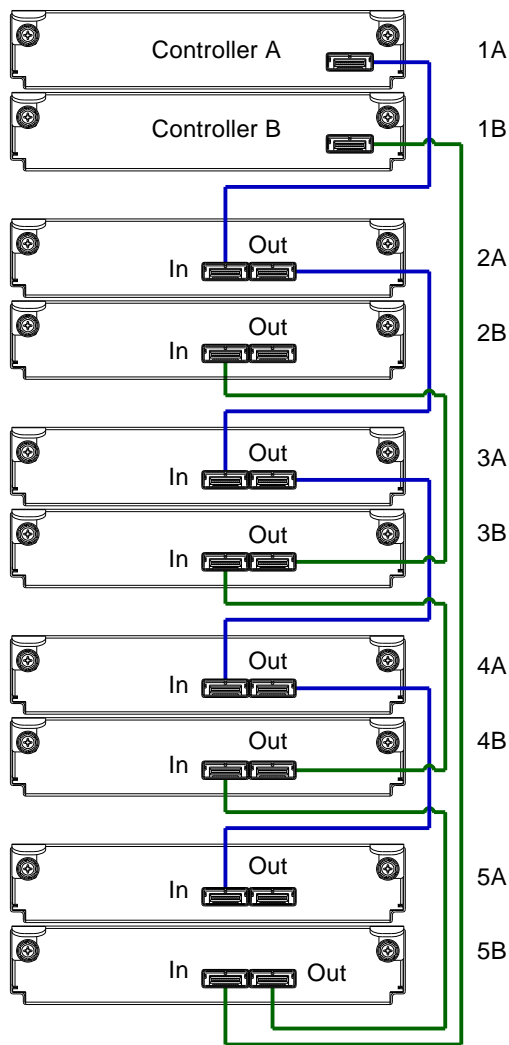 Controller A
1A
Controller B
1B
Out
In
2A
Out
In
2B
Out
In
3A
Out
In
3B
Out
In
4A
Out
In
4B
Out
In
5A
In Out
5B